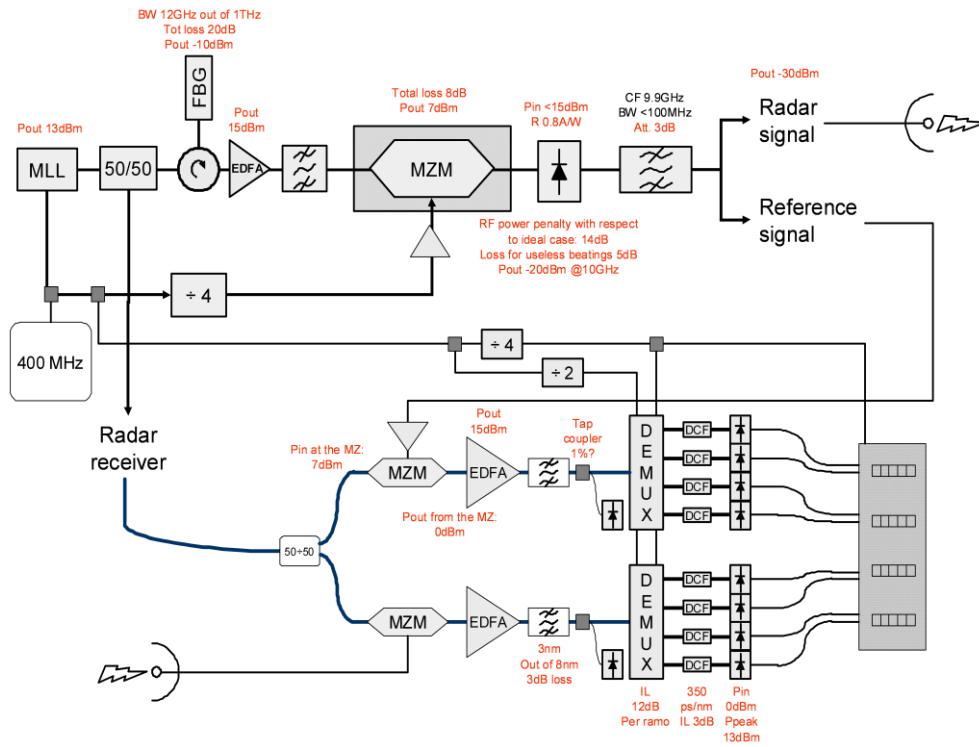 BW 12GHz out of 1THz
Tot loss 20dB
Pout -10dBm
FBG
Pout 13dBm
MLL
50/50
Pout
15dBm
EDFA
Total loss 8dB
Pout 7dBm
MZM
Pin <15dBm
R 0.8A/W
CF 9.9GHz
BW <100MHz
Att. 3dB
Pout -30dBm
Radar
signal
Reference
signal
RF power penalty with respect
to ideal case: 14dB
Loss for useless beatings 5dB
Pout -20dBm @10GHz
÷ 4
400 MHz
÷ 4
÷ 2
Radar
receiver
Pin at the MZ:
7dBm
MZM
Pout
15dBm
EDFA
Pout from the MZ:
0dBm
Tap
coupler
1%?
DEMUX
DCF
DCF
DCF
DCF
50÷50
MZM
EDFA
3nm
Out of 8nm
3dB loss
DEMUX
DCF
DCF
DCF
DCF
IL
12dB
Per ramo
350
ps/nm
IL 3dB
Pin
0dBm
Ppeak
13dBm